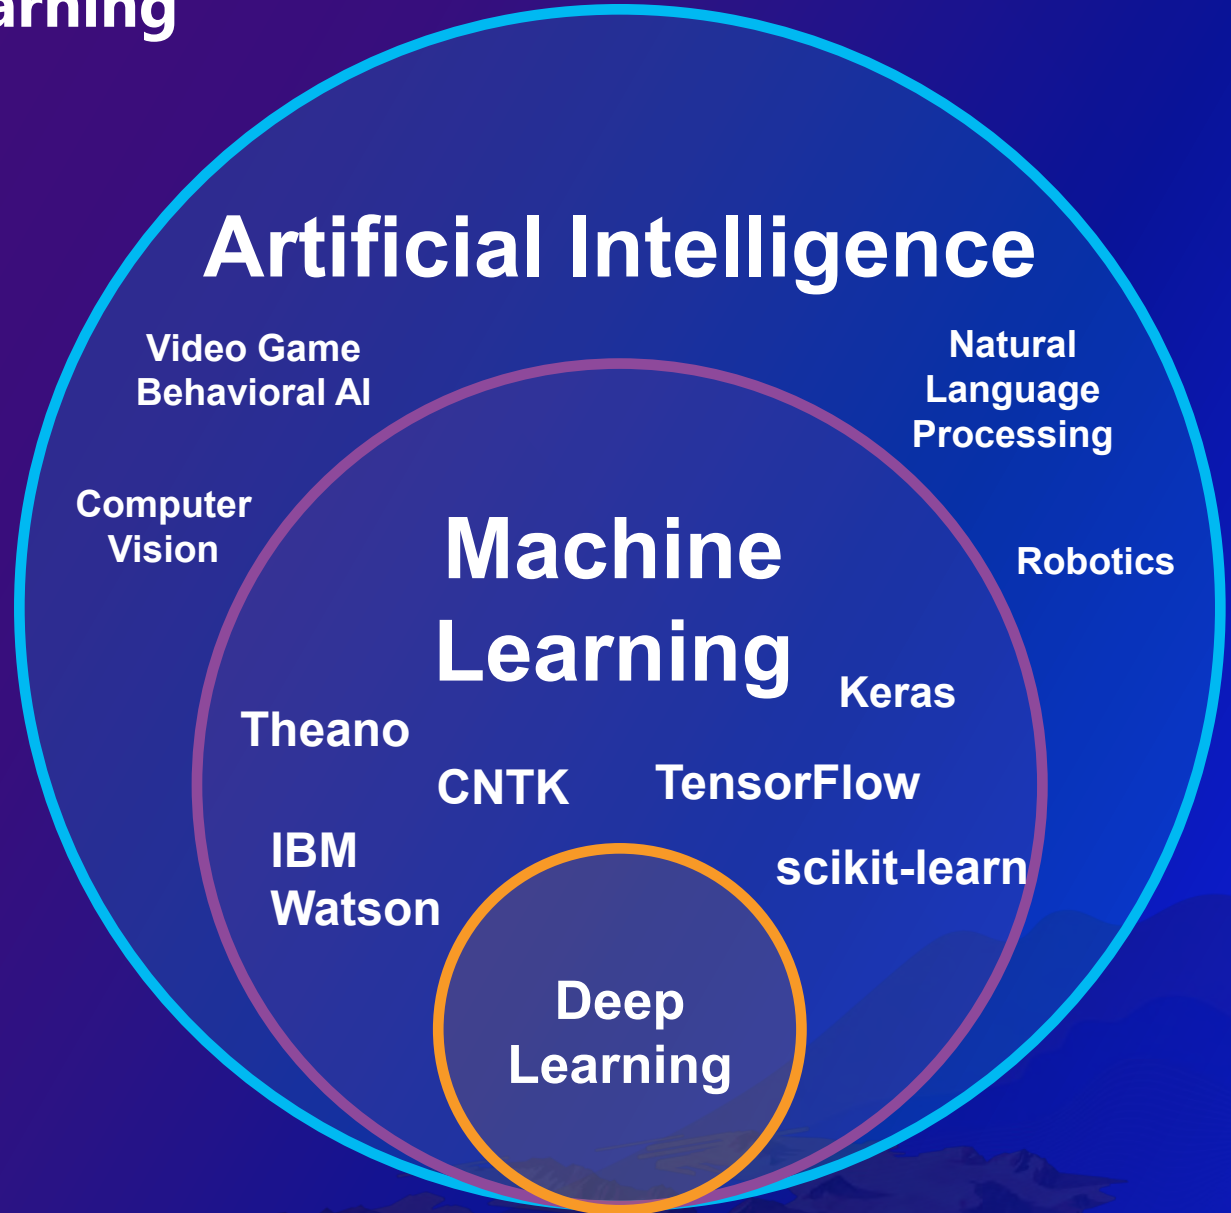 arning
Artificial Intelligence
Video Game
Behavioral AI
Natural
Language
Processing
Computer
Vision
Robotics
Machine
Learning
Keras
Theano
CNTK
TensorFlow
IBM
Watson
scikit-learn
Deep
Learning